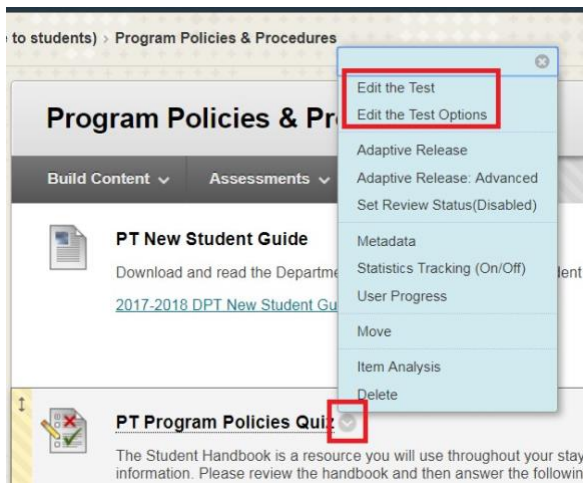 to students) > Program Policies & Procedures
Edit the Test
Edit the Test Options
Program Policies & Pr
Adaptive Release
Adaptive Release: Advanced
Set Review Status(Disabled)
Build Content
Assessments
PT New Student Guide
Metadata
Download and read the Departme
Statistics Tracking (On/Off)
User Progress
2017-2018 DPT New Student Gu
Move
Item Analysis
Delete
PT Program Policies Quiz
The Student Handbook is a resource you will use throughout your stay
information. Please review the handbook and then answer the followin